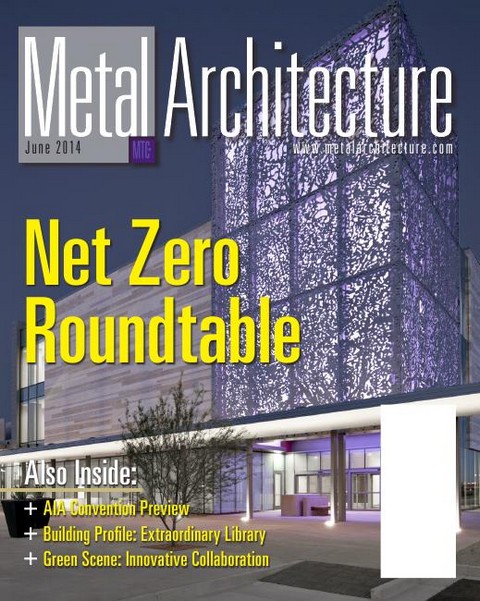 Metal Architecture
June 2014
MTC
www.metalarchitecture.com
Net Zero
Roundtable
Also Inside:
+ AIA Convention Preview
+ Building Profile: Extraordinary Library
+ Green Scene: Innovative Collaboration